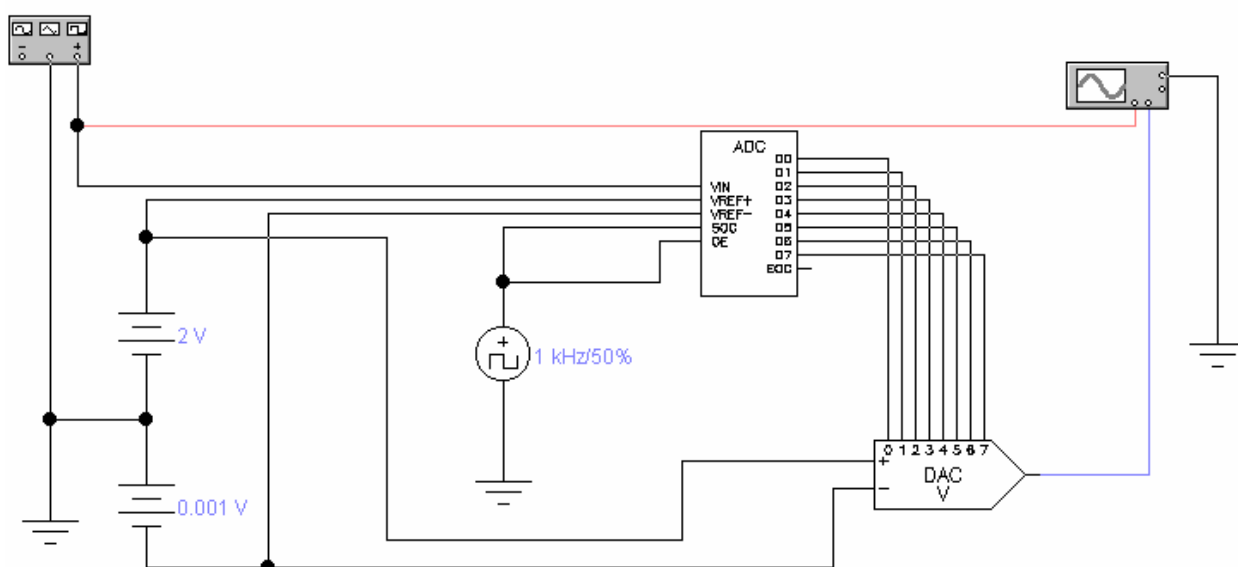 ADC
VIN
VREF+
VREF-
SOC
OE
D0
D1
D2
D3
D4
D5
D6
D7
EOC
2 V
1 kHz/50%
0.001 V
0 1 2 3 4 5 6 7
DAC
V